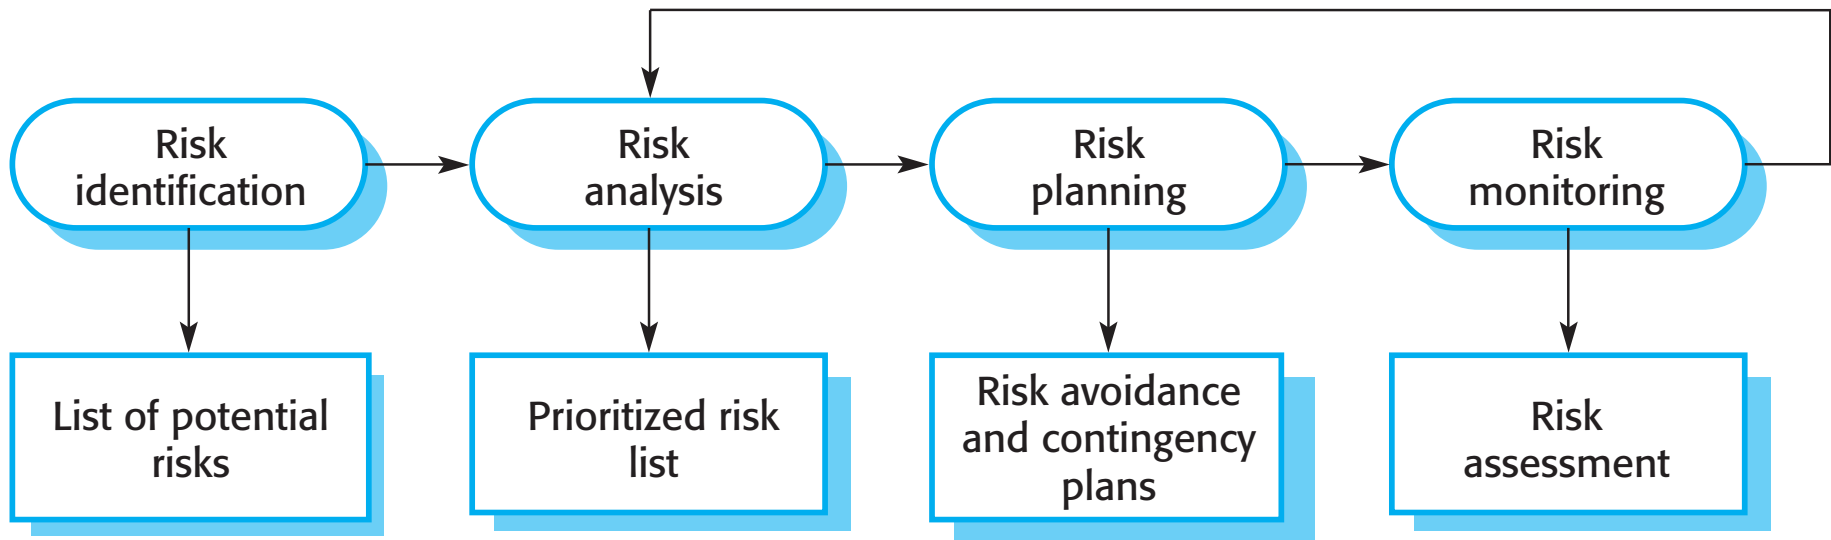 Risk
identification
Risk
analysis
Risk
planning
Risk
monitoring
List of potential
risks
Prioritized risk
list
Risk avoidance
and contingency
plans
Risk
assessment